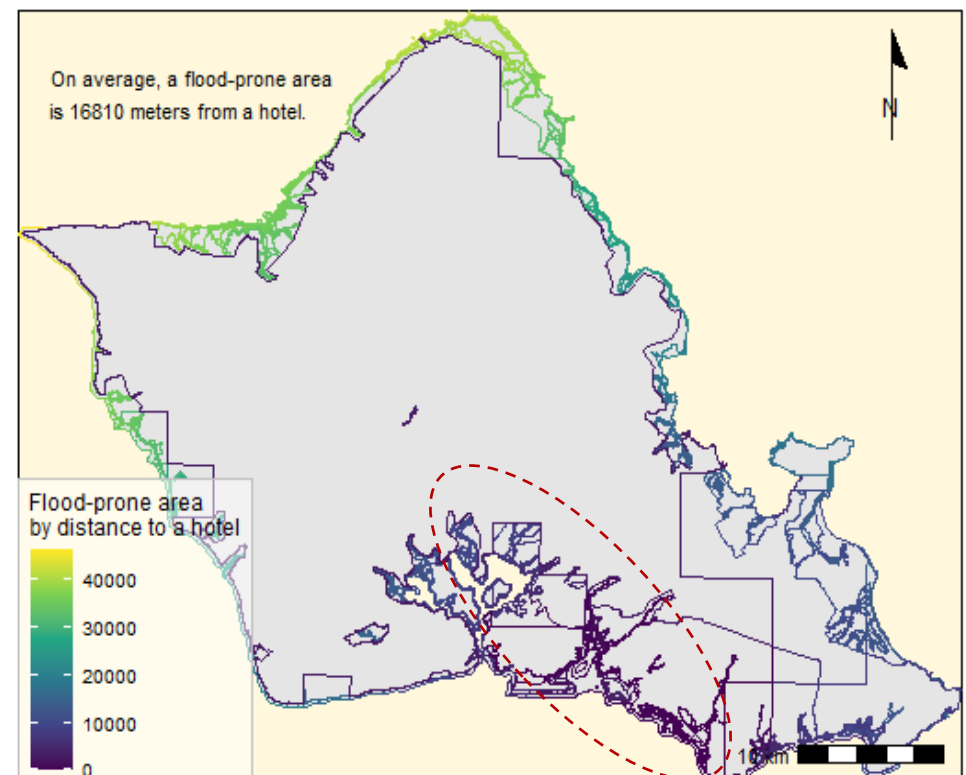 On average, a flood-prone area
is 16810 meters from a hotel.
N
Flood-prone area
by distance to a hotel
40000
30000
20000
10000
0
10 km